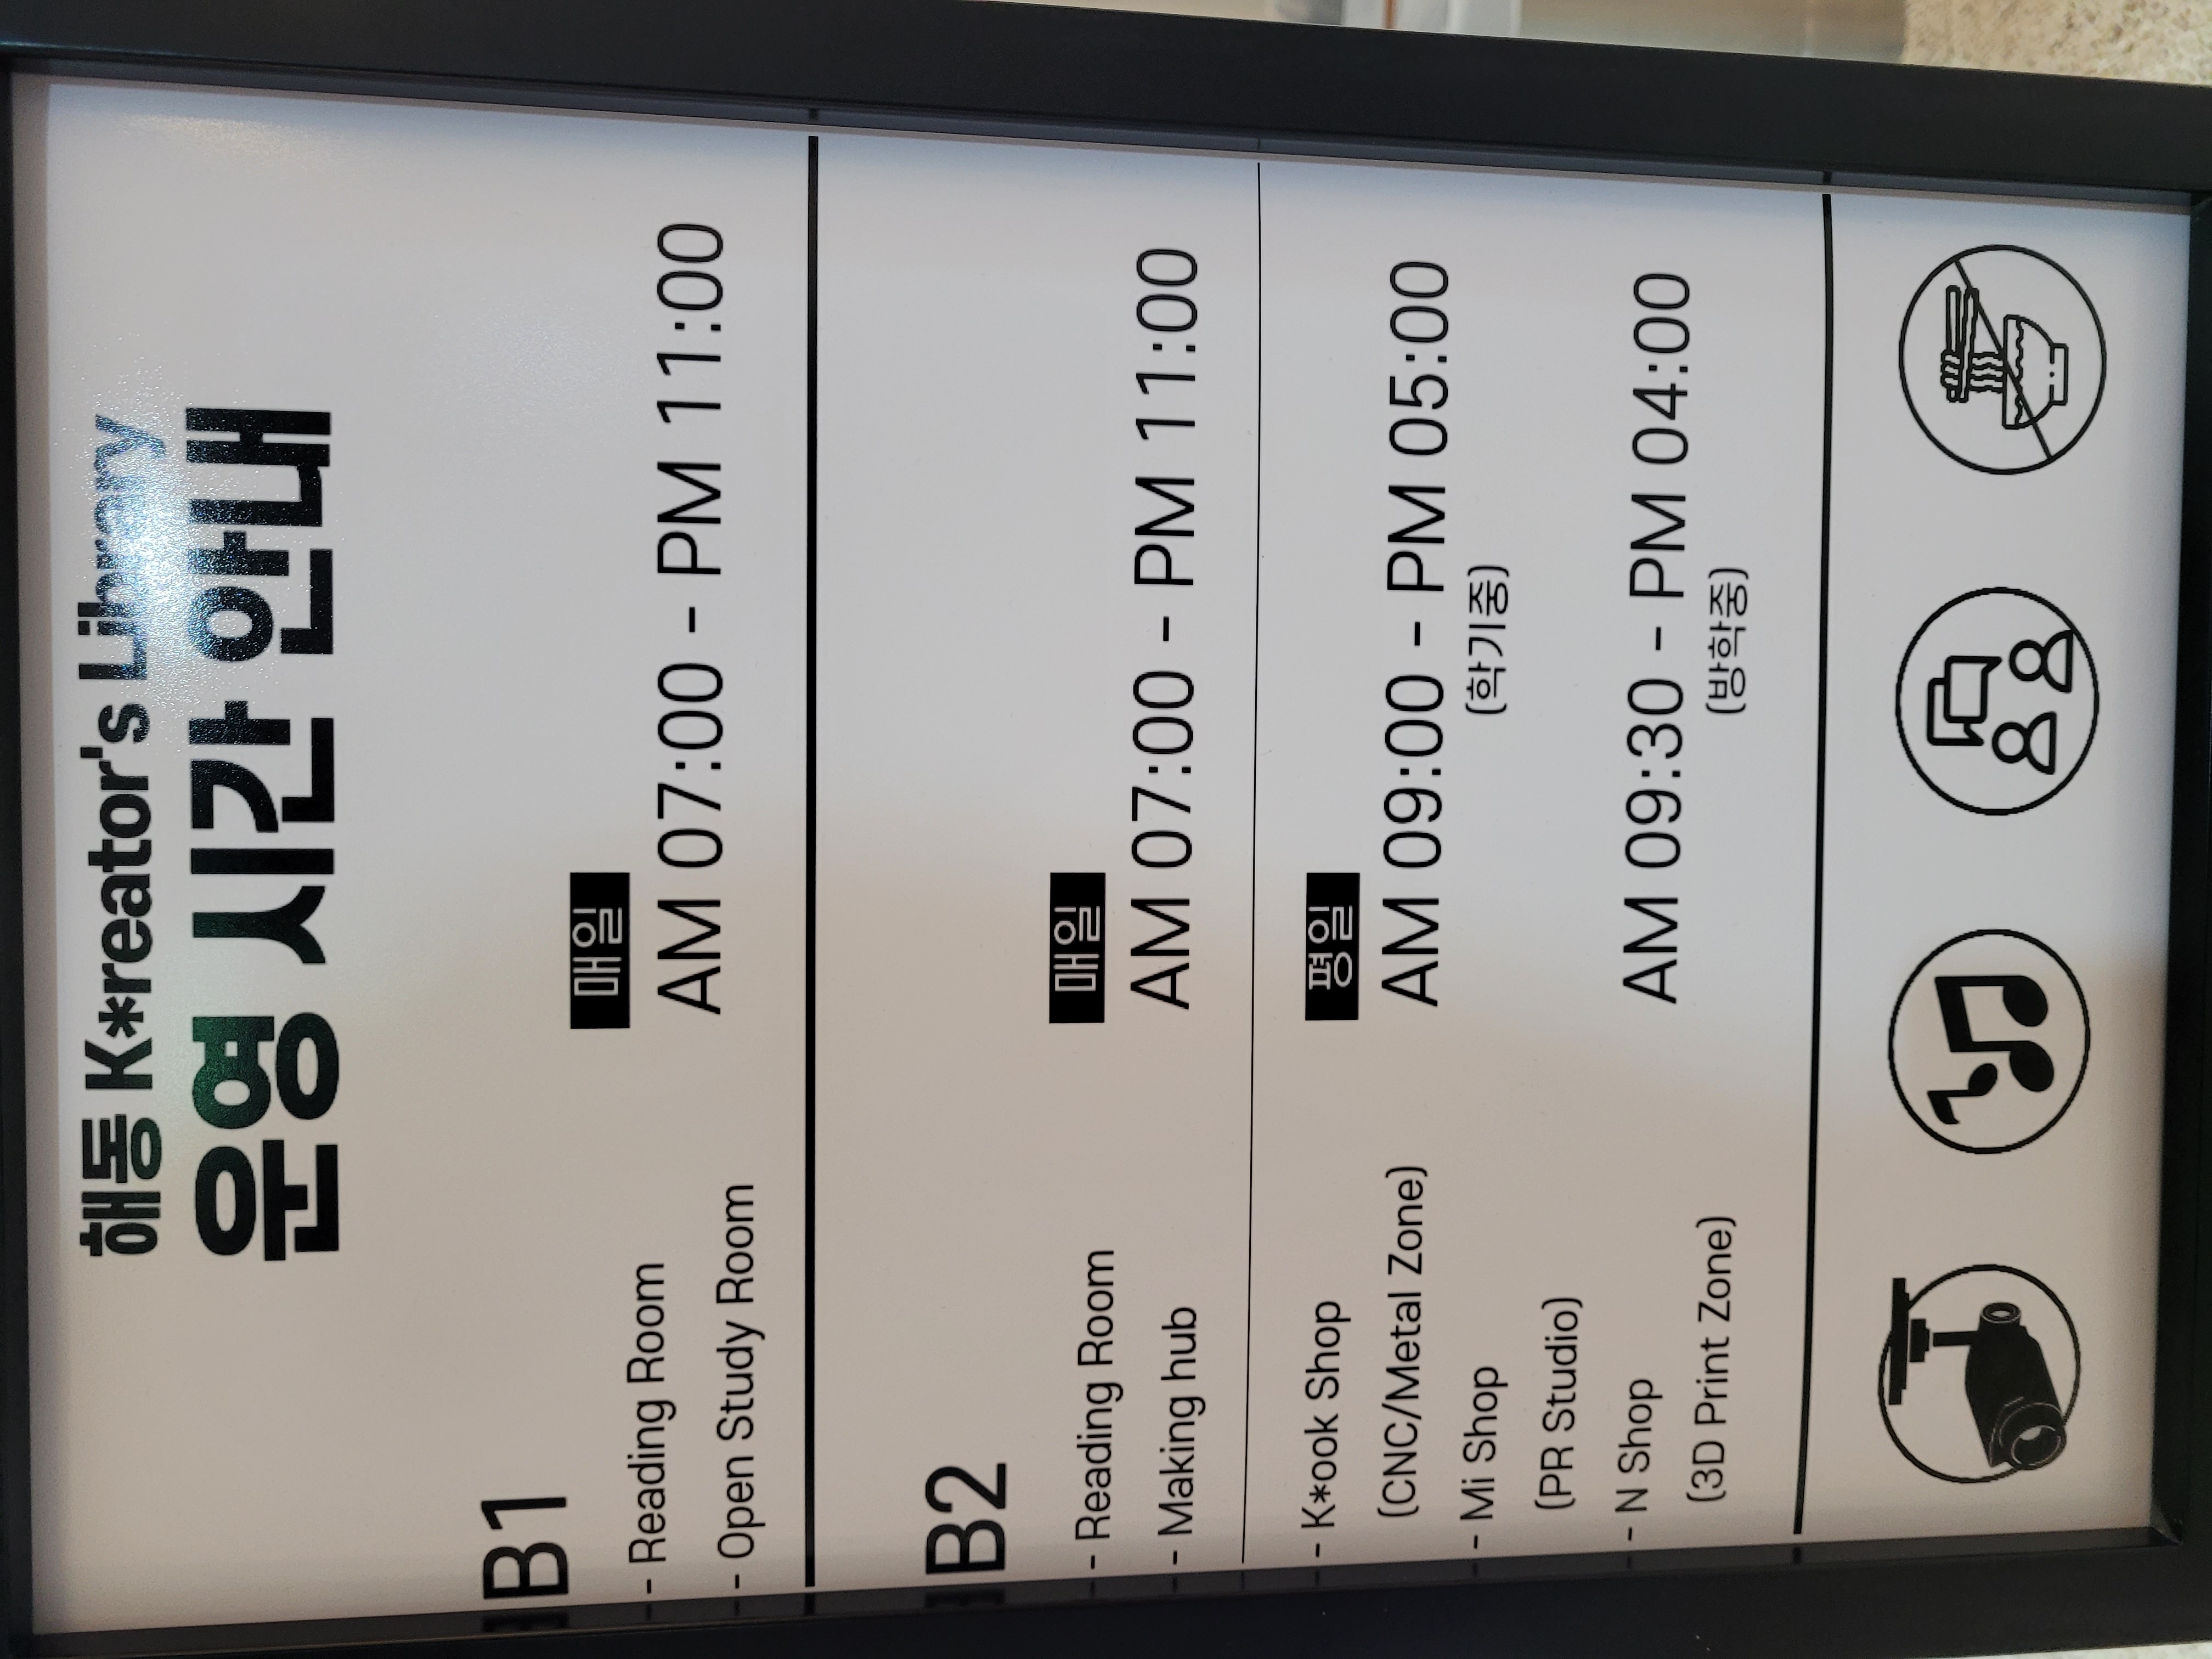 해동 K*reator's Library
운영 시간 안내
B1
- Reading Room
- Open Study Room
매일
AM 07:00 - PM 11:00
B2
- Reading Room
- Making hub
매일
AM 07:00 - PM 11:00
- K*ook Shop
(CNC/Metal Zone)
- Mi Shop
(PR Studio)
- N Shop
(3D Print Zone)
평일
AM 09:00 - PM 05:00
(학기중)
AM 09:30 - PM 04:00
(방학중)